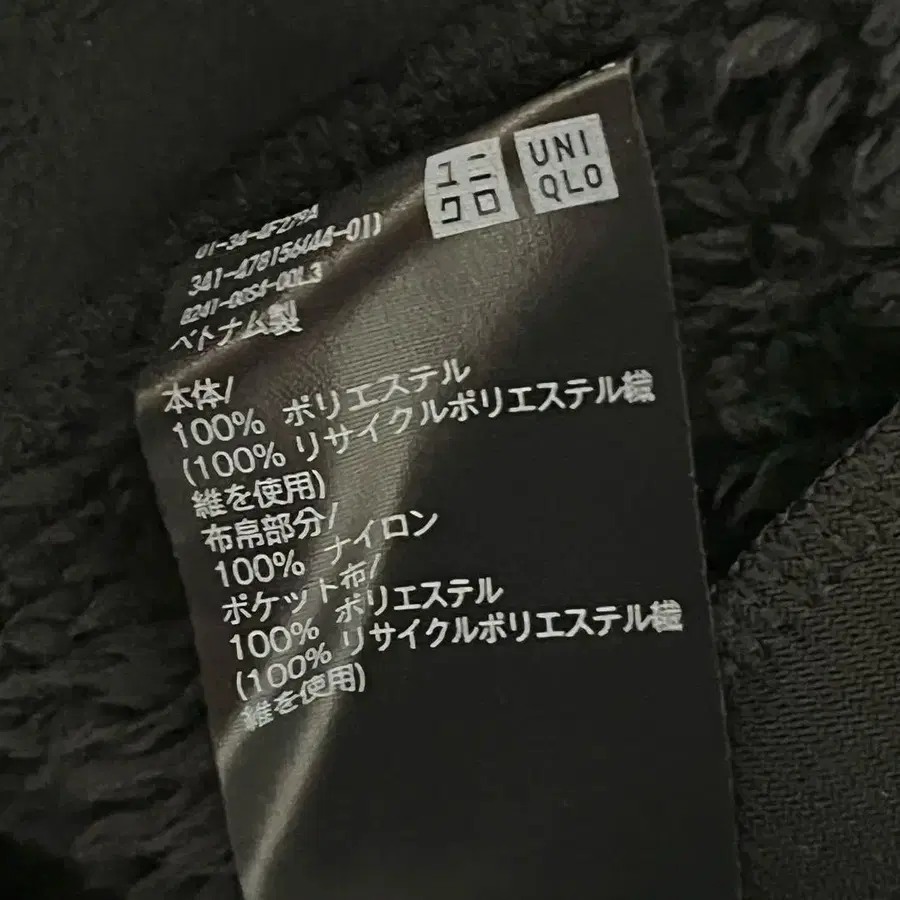 ユニ
クロ
UNI
QLO
01-34-4F279A
341-478156(44-01)
ベトナム製
本体/
100% ポリエステル
(100% リサイクルポリエステル繊
維を使用)
布帛部分/
100% ナイロン
ポケット布/
100% ポリエステル
(100% リサイクルポリエステル繊
維を使用)